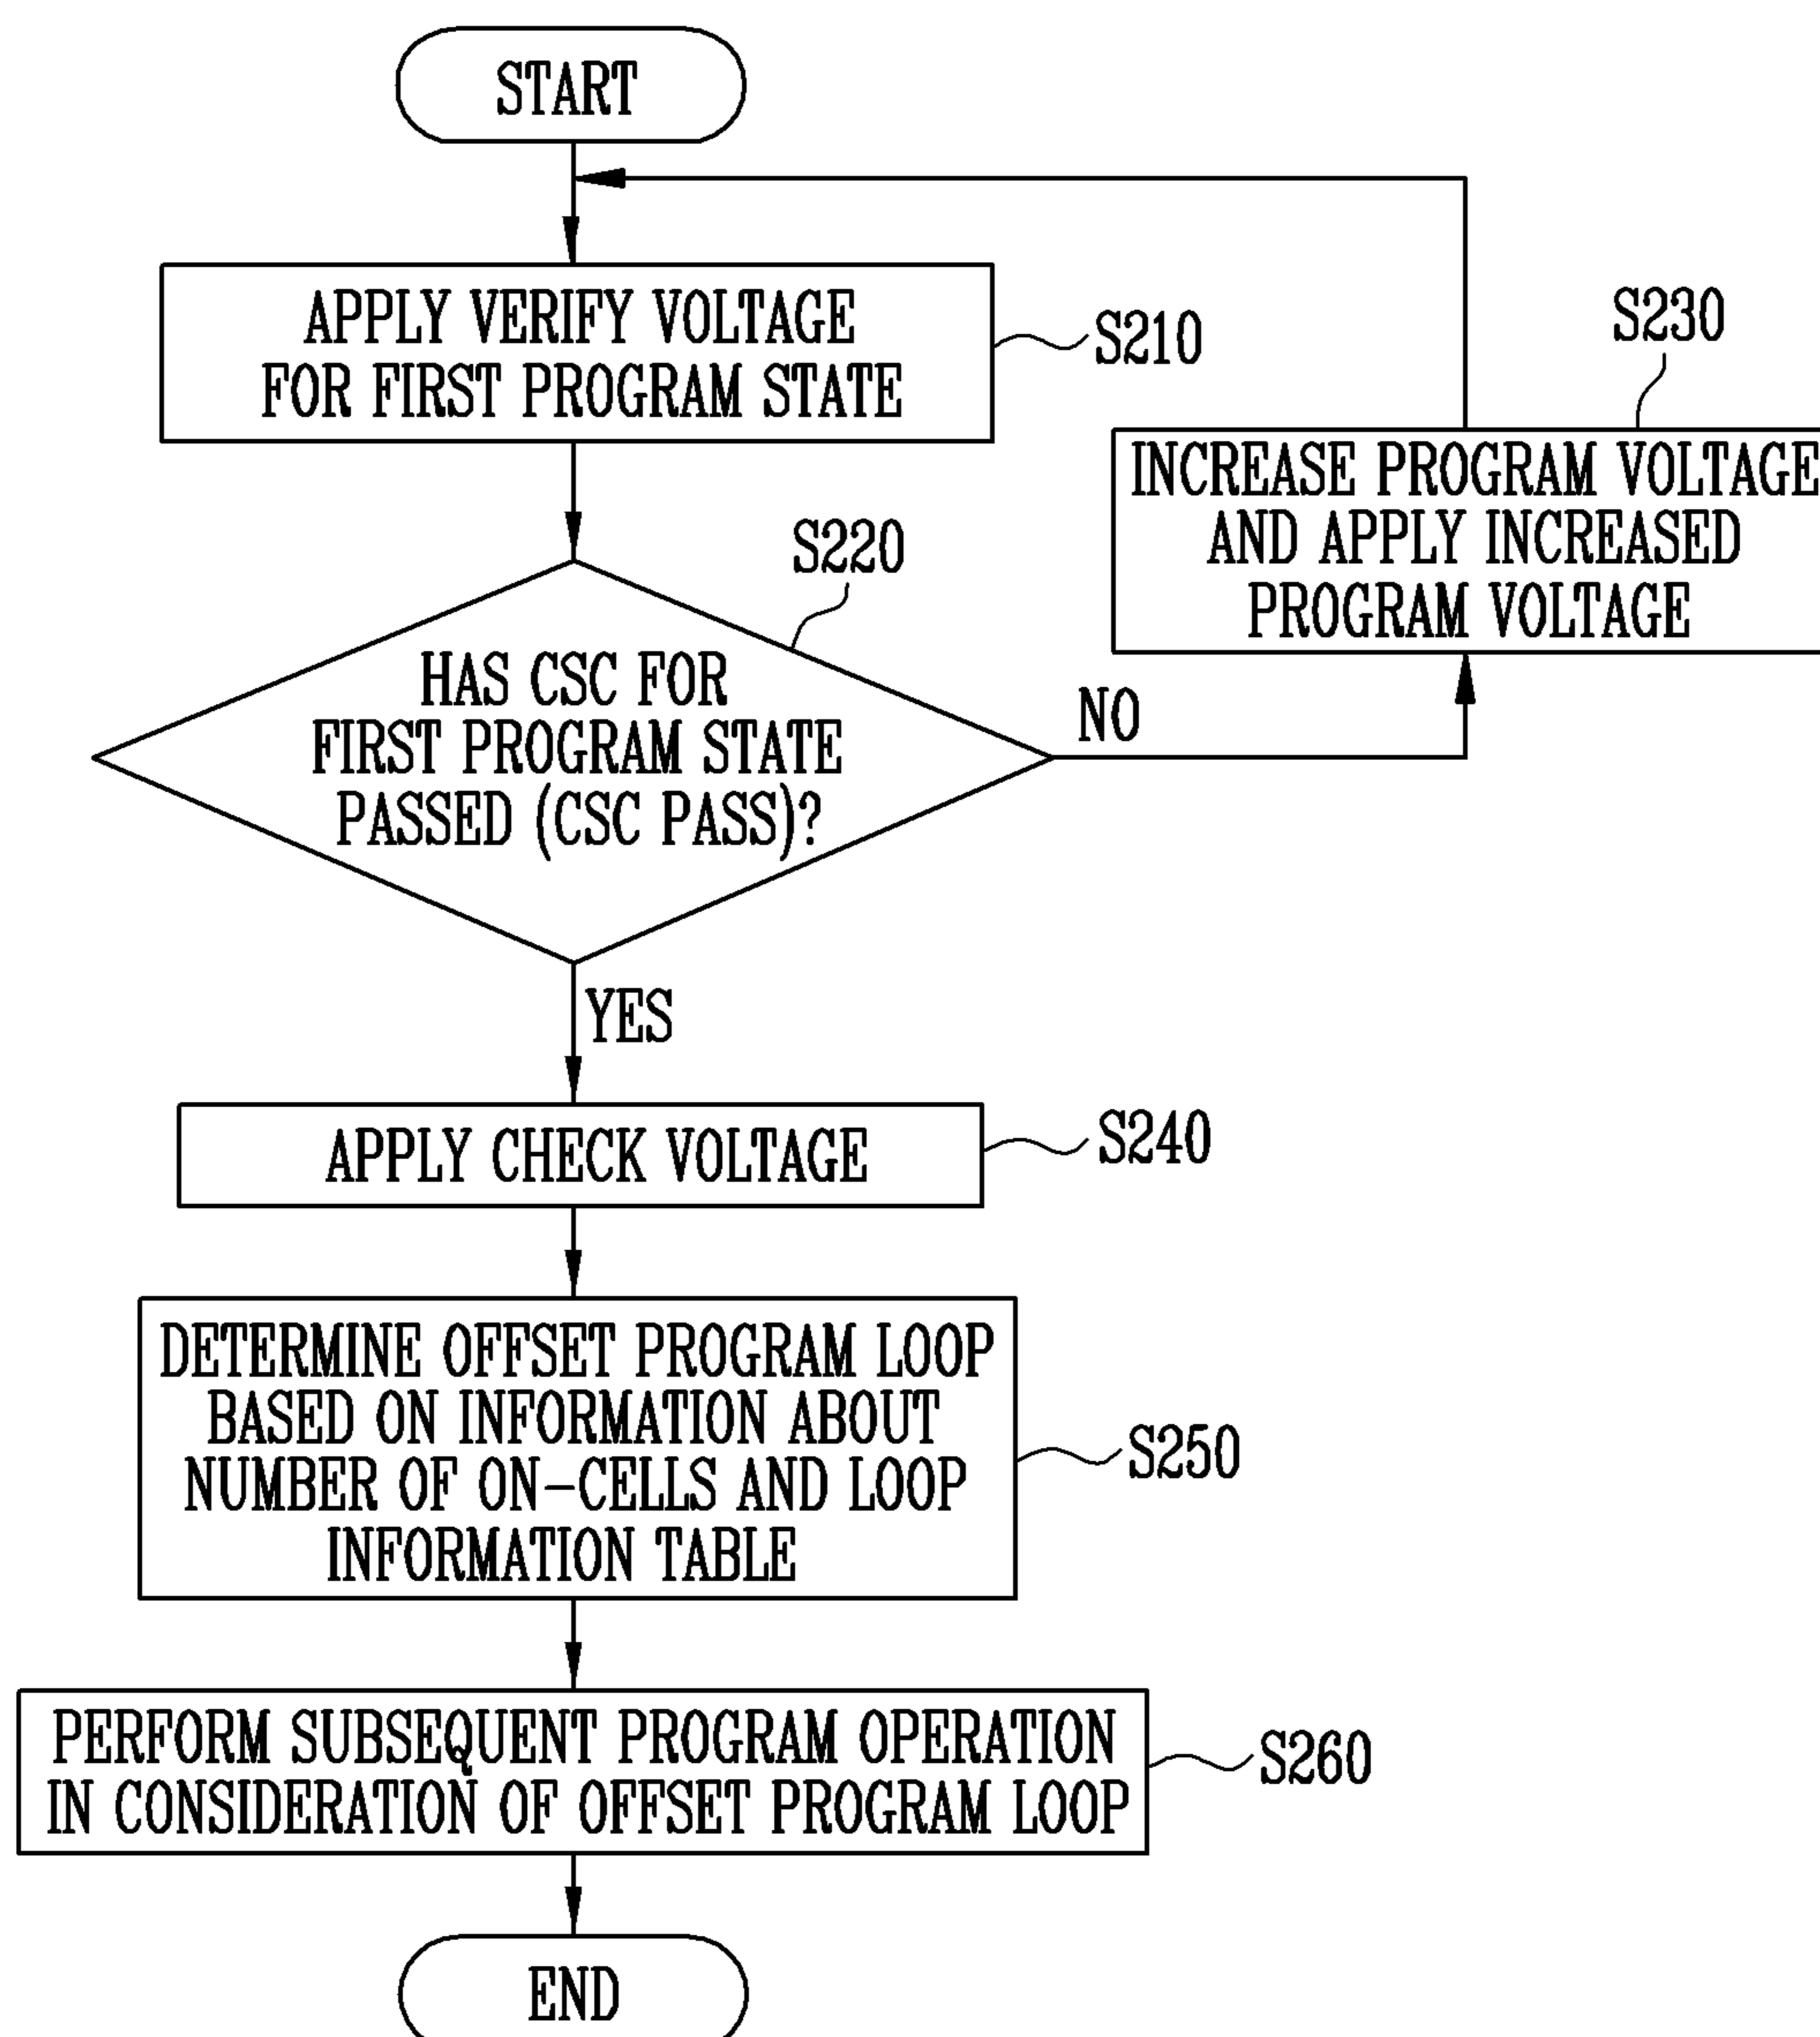 START
APPLY VERIFY VOLTAGE
FOR FIRST PROGRAM STATE
S210
S230
INCREASE PROGRAM VOLTAGE
AND APPLY INCREASED
PROGRAM VOLTAGE
S220
HAS CSC FOR
FIRST PROGRAM STATE
PASSED (CSC PASS)?
NO
YES
APPLY CHECK VOLTAGE
S240
DETERMINE OFFSET PROGRAM LOOP
BASED ON INFORMATION ABOUT
NUMBER OF ON-CELLS AND LOOP
INFORMATION TABLE
S250
PERFORM SUBSEQUENT PROGRAM OPERATION
IN CONSIDERATION OF OFFSET PROGRAM LOOP
S260
END